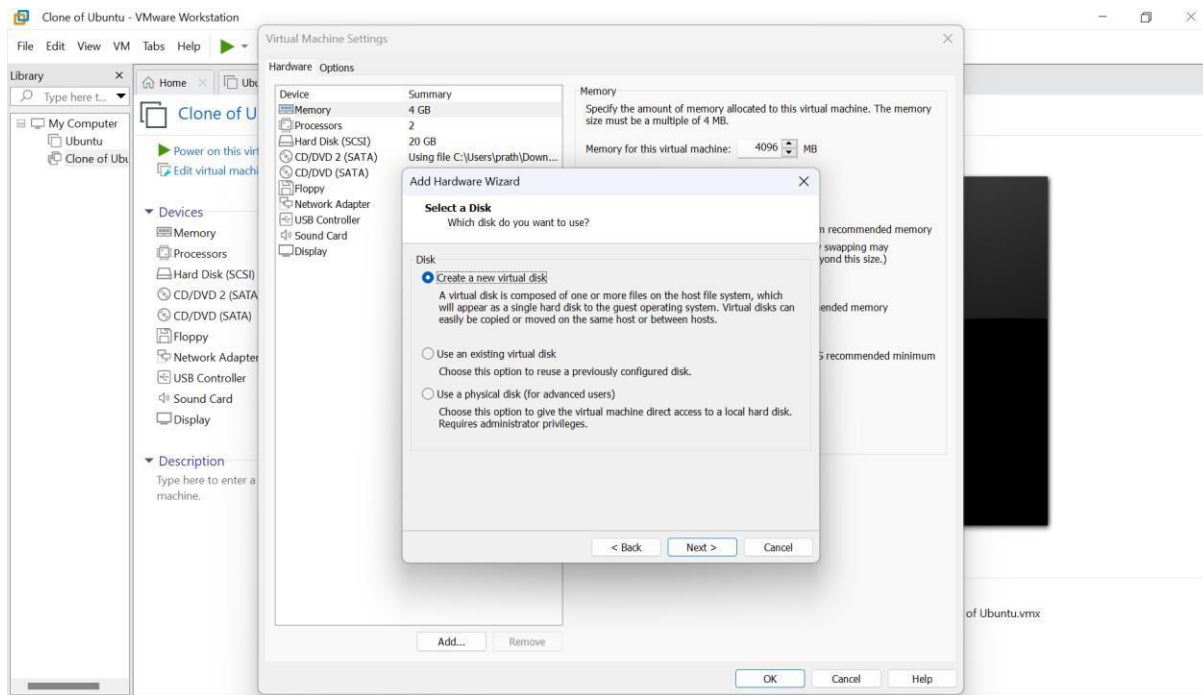 Clone of Ubuntu - VMware Workstation
File Edit View VM Tabs Help
Library
Type here t...
My Computer
Ubuntu
Clone of Ubu
Home
Ubu
Clone of U
Power on this virt
Edit virtual machi
Devices
Memory
Processors
Hard Disk (SCSI)
CD/DVD 2 (SATA
CD/DVD (SATA)
Floppy
Network Adapter
USB Controller
Sound Card
Display
Description
Type here to enter a
machine.
Virtual Machine Settings
Hardware Options
Device Summary
Memory 4 GB
Processors 2
Hard Disk (SCSI) 20 GB
CD/DVD 2 (SATA) Using file C:\Users\prath\Down...
CD/DVD (SATA)
Floppy
Network Adapter
USB Controller
Sound Card
Display
Memory
Specify the amount of memory allocated to this virtual machine. The memory
size must be a multiple of 4 MB.
Memory for this virtual machine: 4096 MB
recommended memory
swapping may
yond this size.)
ended memory
recommended minimum
Add Hardware Wizard
Select a Disk
Which disk do you want to use?
Disk
Create a new virtual disk
A virtual disk is composed of one or more files on the host file system, which
will appear as a single hard disk to the guest operating system. Virtual disks can
easily be copied or moved on the same host or between hosts.
Use an existing virtual disk
Choose this option to reuse a previously configured disk.
Use a physical disk (for advanced users)
Choose this option to give the virtual machine direct access to a local hard disk.
Requires administrator privileges.
< Back Next > Cancel
of Ubuntu.vmx
Add... Remove
OK Cancel Help